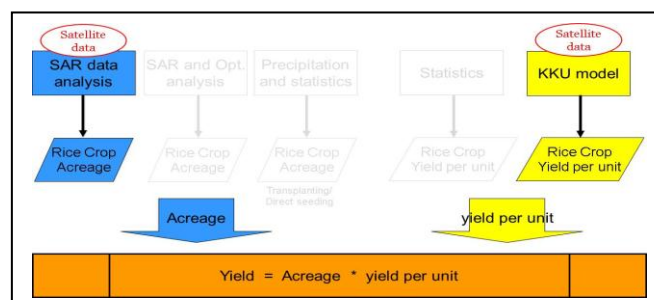 Satellite
data
SAR data
analysis
SAR and Opt.
analysis
Precipitation
and statistics
Statistics
Satellite
data
KKU model
Rice Crop
Acreage
Rice Crop
Acreage
Rice Crop
Acreage
Transplanting/
Direct seeding
Rice Crop
Yield per unit
Rice Crop
Yield per unit
Acreage
yield per unit
Yield = Acreage * yield per unit